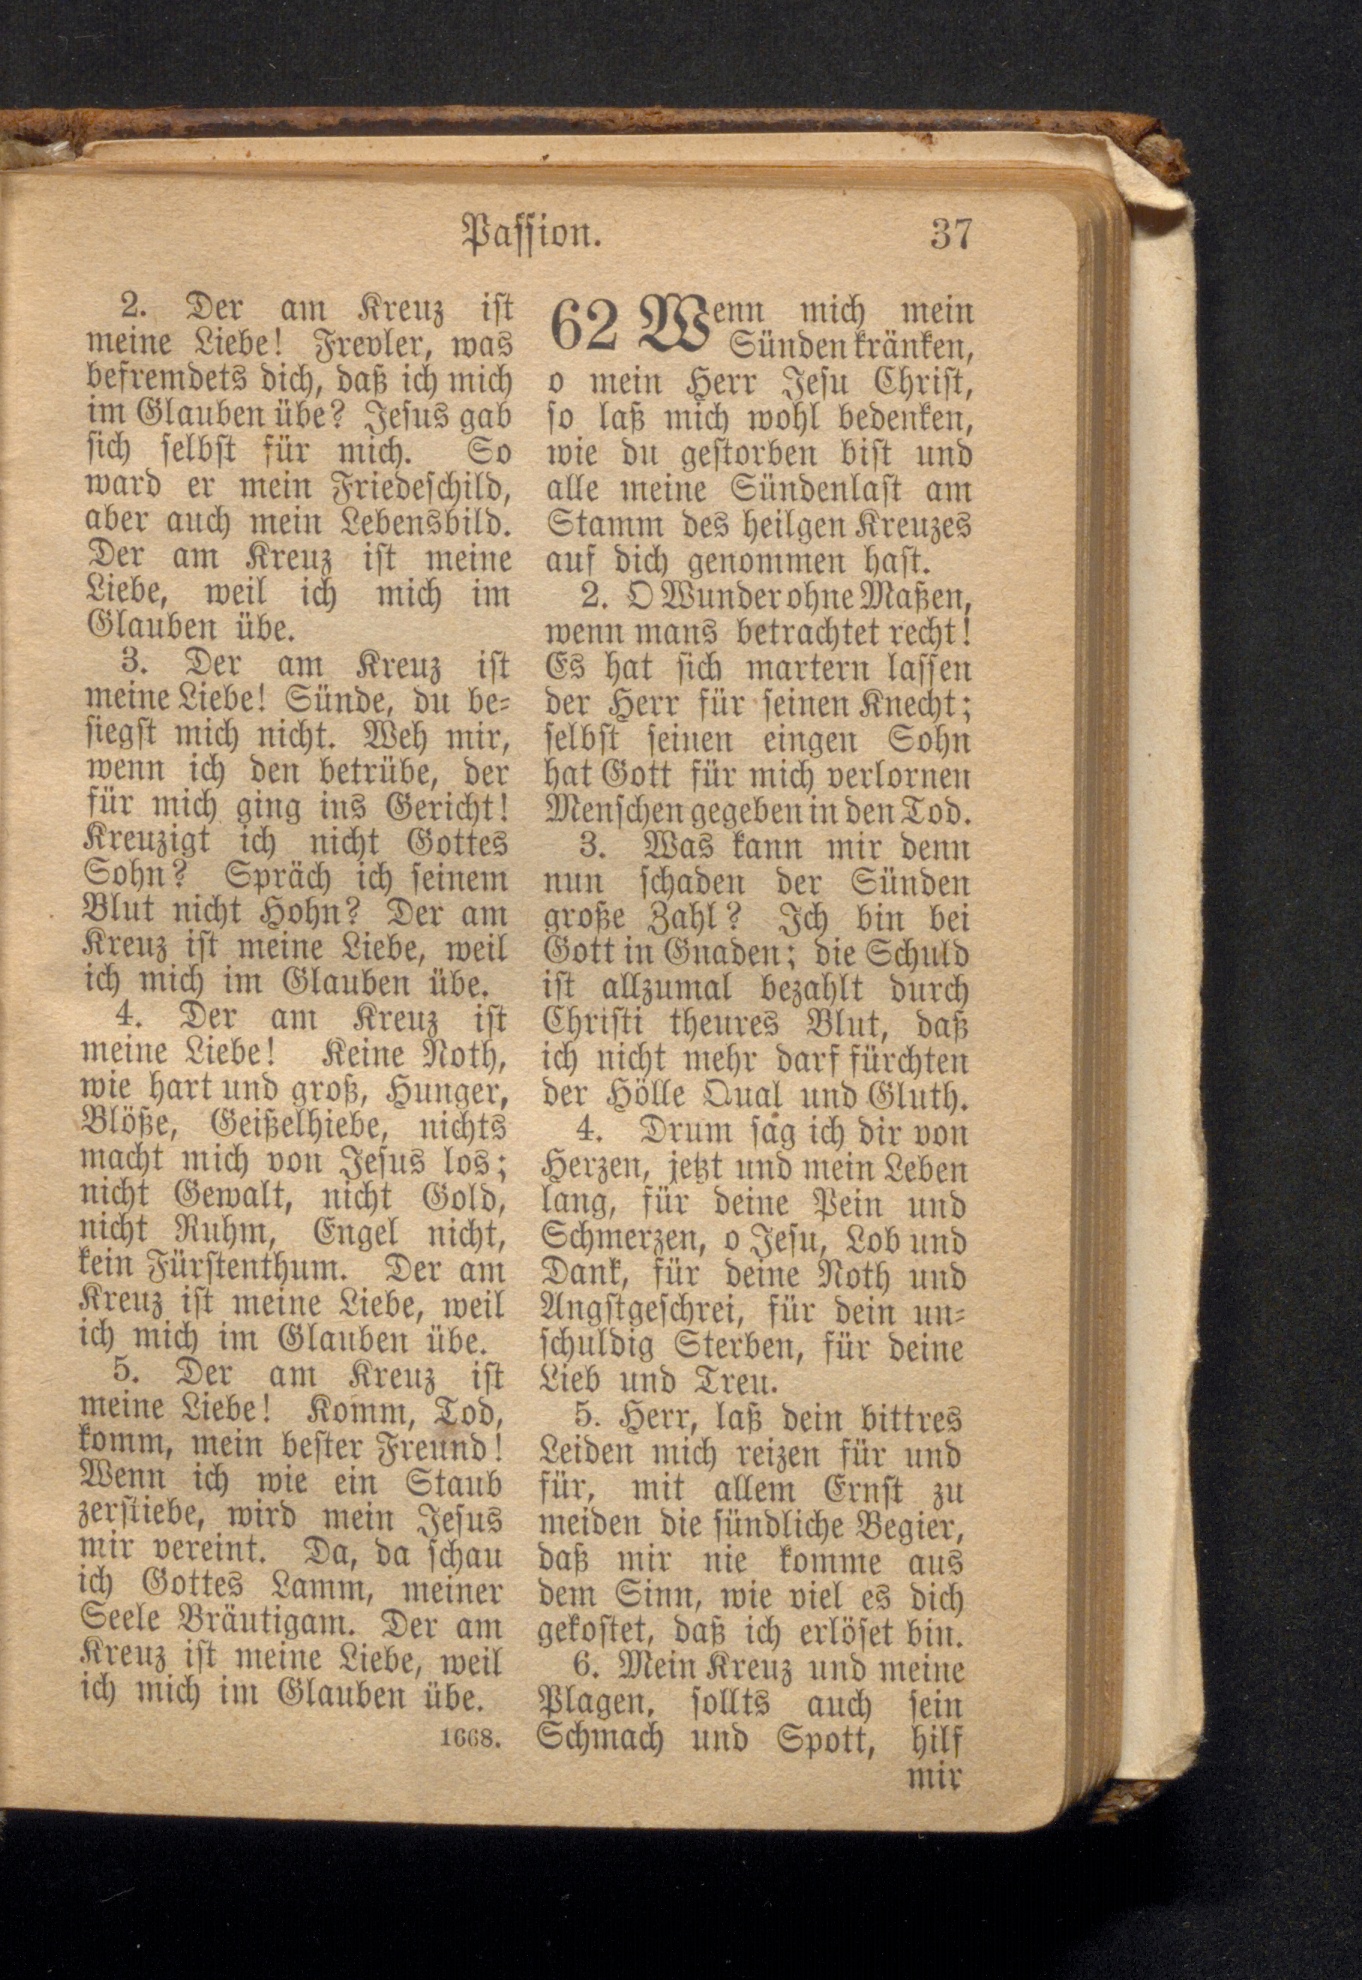 Passion. 37
2. Der am Kreuz ist
meine Liebe! Frevler, was
befremdets dich, daß ich mich
im Glauben übe? Jesus gab
sich selbst für mich. So
ward er mein Friedeschild,
aber auch mein Lebensbild.
Der am Kreuz ist meine
Liebe, weil ich mich im
Glauben übe.
3. Der am Kreuz ist
meine Liebe! Sünde, du be-
siegst mich nicht. Weh mir,
wenn ich den betrübe, der
für mich ging ins Gericht!
Kreuzigt ich nicht Gottes
Sohn? Spräch ich seinem
Blut nicht Hohn? Der am
Kreuz ist meine Liebe, weil
ich mich im Glauben übe.
4. Der am Kreuz ist
meine Liebe! Keine Noth,
wie hart und groß, Hunger,
Blöße, Geißelhiebe, nichts
macht mich von Jesus los;
nicht Gewalt, nicht Gold,
nicht Ruhm, Engel nicht,
kein Fürstenthum. Der am
Kreuz ist meine Liebe, weil
ich mich im Glauben übe.
5. Der am Kreuz ist
meine Liebe! Komm, Tod,
komm, mein bester Freund!
Wenn ich wie ein Staub
zerstiebe, wird mein Jesus
mir vereint. Da, da schau
ich Gottes Lamm, meiner
Seele Bräutigam. Der am
Kreuz ist meine Liebe, weil
ich mich im Glauben übe.
1668.
62 Wenn mich mein
Sünden kränken,
o mein Herr Jesu Christ,
so laß mich wohl bedenken,
wie du gestorben bist und
alle meine Sündenlast am
Stamm des heilgen Kreuzes
auf dich genommen hast.
2. O Wunder ohne Maßen,
wenn mans betrachtet recht!
Es hat sich martern lassen
der Herr für seinen Knecht;
selbst seinen eingen Sohn
hat Gott für mich verlornen
Menschen gegeben in den Tod.
3. Was kann mir denn
nun schaden der Sünden
große Zahl? Ich bin bei
Gott in Gnaden; die Schuld
ist allzumal bezahlt durch
Christi theures Blut, daß
ich nicht mehr darf fürchten
der Hölle Qual und Gluth.
4. Drum sag ich dir von
Herzen, jetzt und mein Leben
lang, für deine Pein und
Schmerzen, o Jesu, Lob und
Dank, für deine Noth und
Angstgeschrei, für dein un-
schuldig Sterben, für deine
Lieb und Treu.
5. Herr, laß dein bittres
Leiden mich reizen für und
für, mit allem Ernst zu
meiden die sündliche Begier,
daß mir nie komme aus
dem Sinn, wie viel es dich
gekostet, daß ich erlöset bin.
6. Mein Kreuz und meine
Plagen, sollts auch sein
Schmach und Spott, hilf
mir